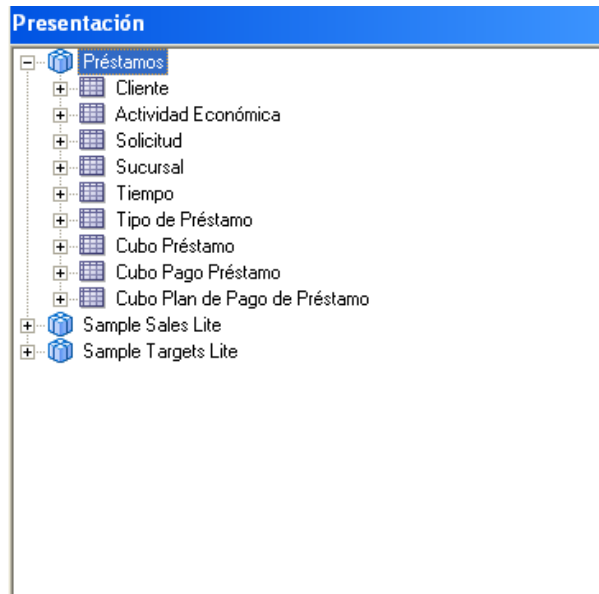 Presentación
Préstamos
Cliente
Actividad Económica
Solicitud
Sucursal
Tiempo
Tipo de Préstamo
Cubo Préstamo
Cubo Pago Préstamo
Cubo Plan de Pago de Préstamo
Sample Sales Lite
Sample Targets Lite